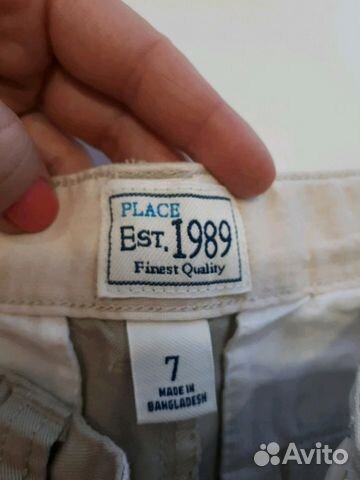 PLACE
EST. 1989
Finest Quality
7
MADE IN
BANGLADESH
Avito